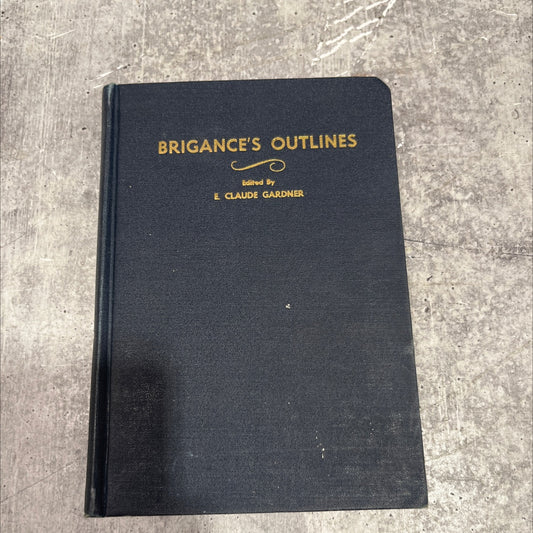 BRIGANCE'S OUTLINES
Edited By
E. CLAUDE GARDNER